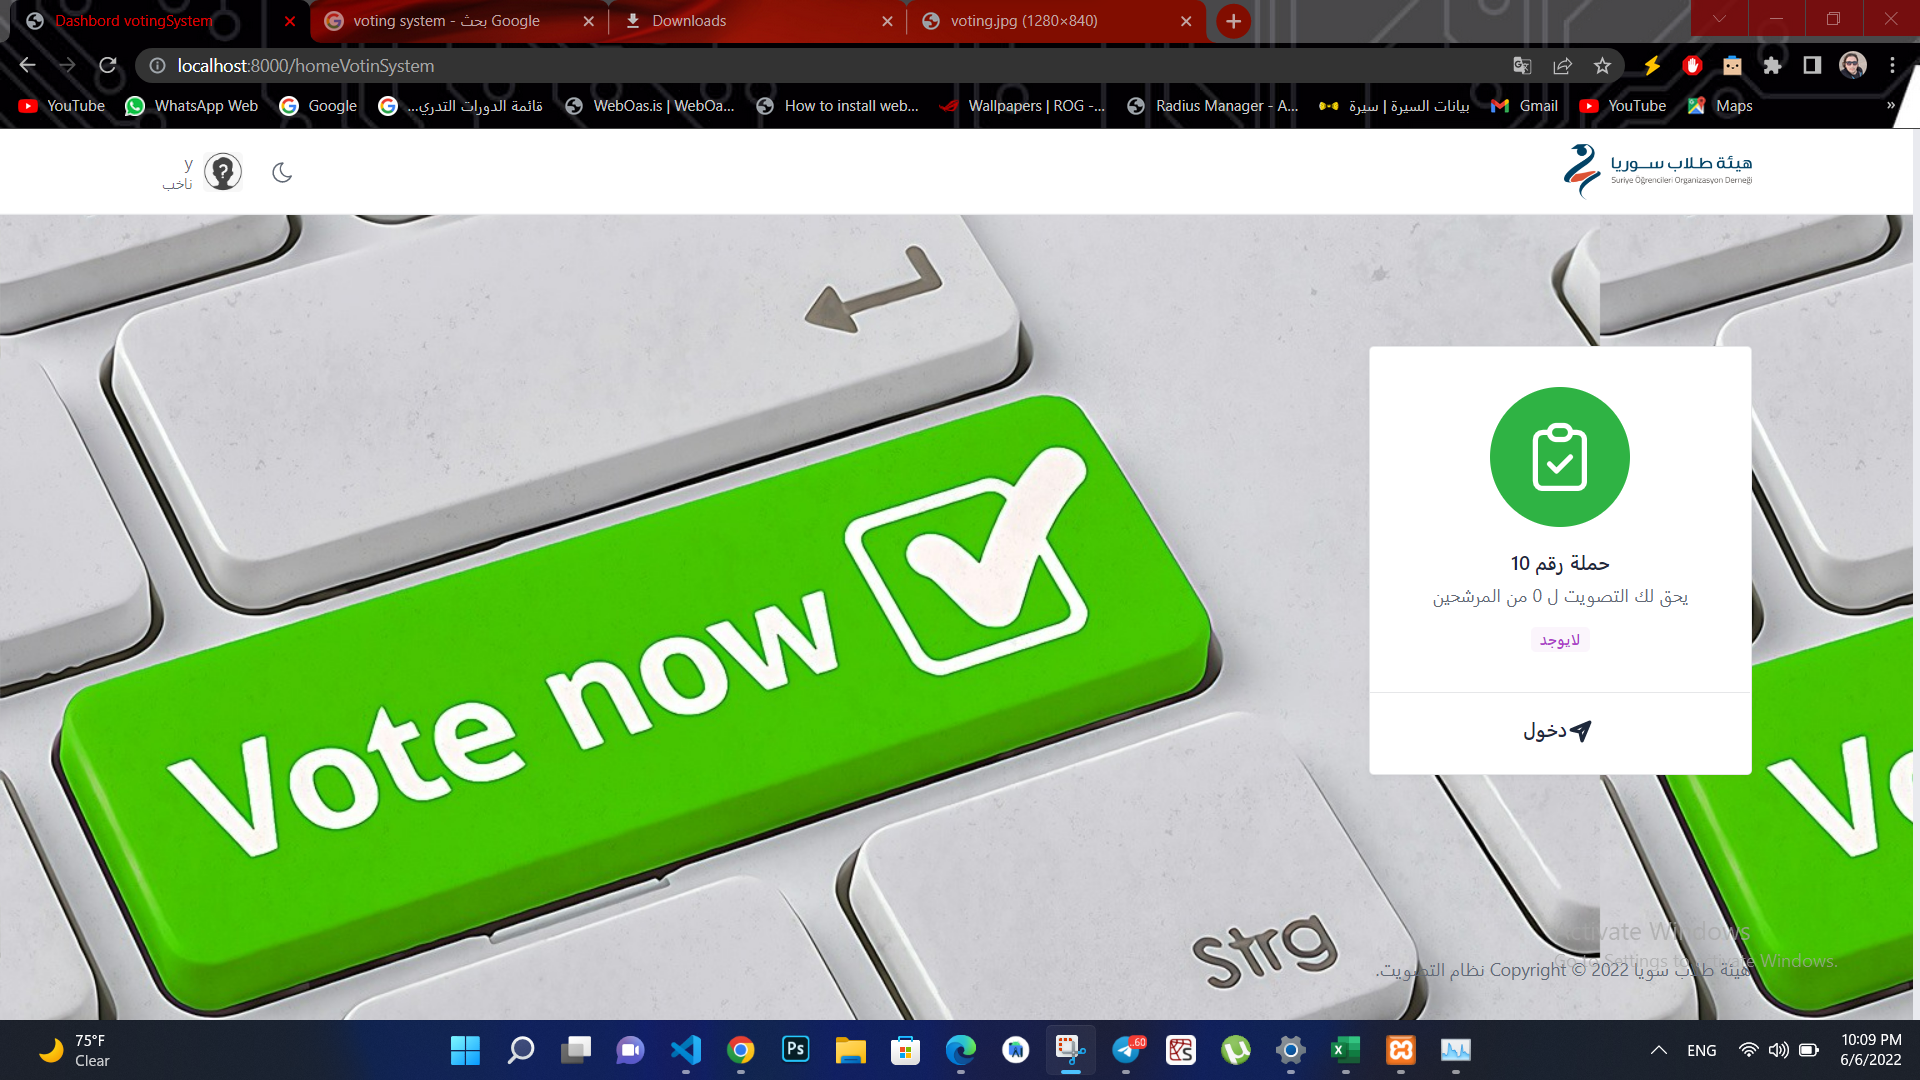 Dashbord votingSystem
voting system - بحث Google
Downloads
voting.jpg (1280×840)
localhost:8000/homeVotinSystem
YouTube
WhatsApp Web
Google
قائمة الدورات التدري...
WebOas.is | WebOa...
How to install web...
Wallpapers | ROG -...
Radius Manager - A...
بيانات السيرة | سيرة
Gmail
YouTube
Maps
»
y
ناخب
هيئة طلاب سوريا
Suriye Öğrencileri Organizasyon Derneği
Vote now
Strg
حملة رقم 10
يحق لك التصويت ل 0 من المرشحين
لايوجد
دخول
Vo
Activate Windows
Go to Settings to activate Windows.
هيئة طلاب سويا Copyright © 2022 نظام التصويت.
75°F
Clear
Ps
60
ENG
10:09 PM
6/6/2022